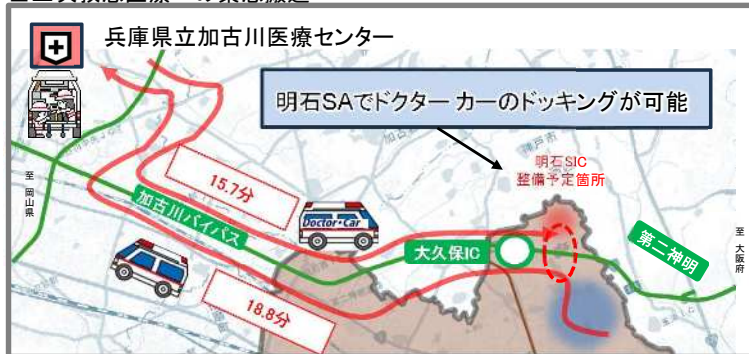 兵庫県立加古川医療センター
明石SAでドクターカーのドッキングが可能
明石SIC
整備予定箇所
15.7分
至 岡山県
加古川バイパス
Doctor・Car
大久保IC
第二神明
至 大阪府
18.8分